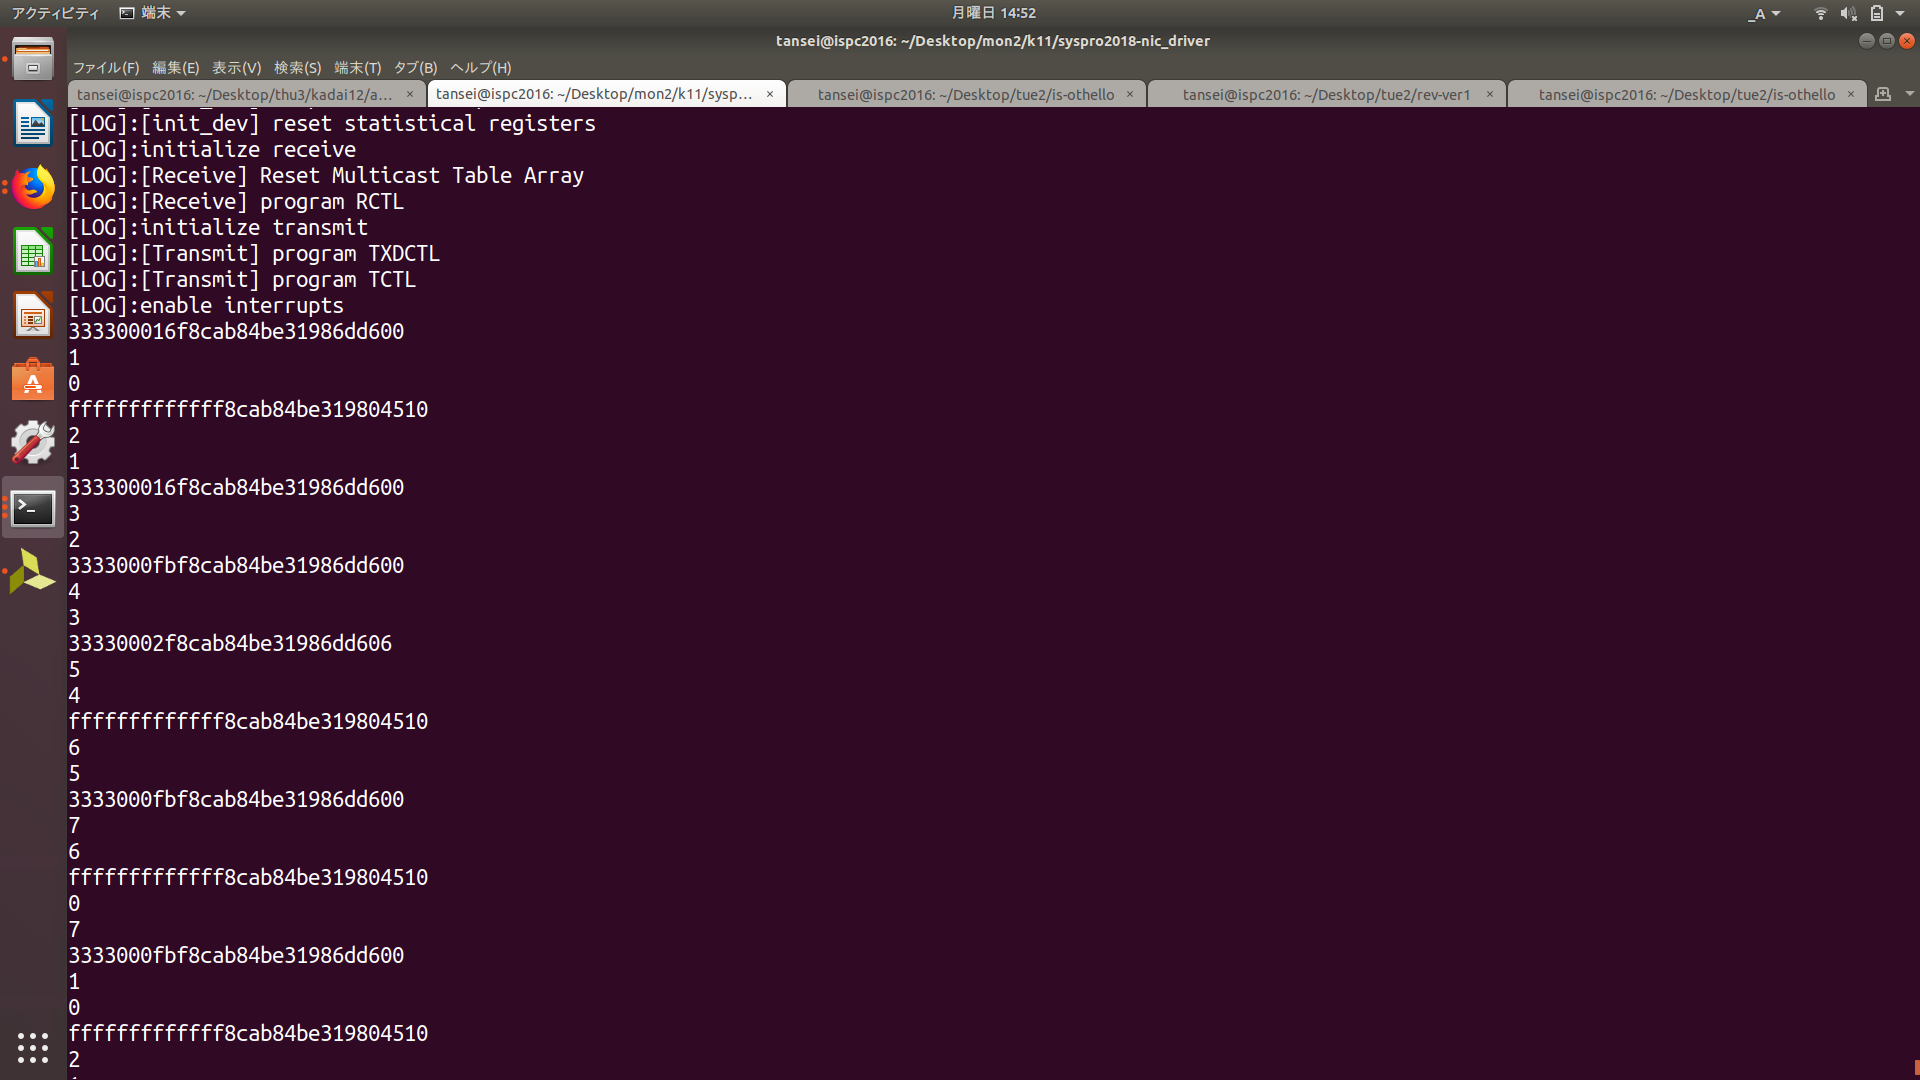 アクティビティ 端末 月曜日 14:52 _A
tansei@ispc2016: ~/Desktop/mon2/k11/syspro2018-nic_driver
ファイル(F) 編集(E) 表示(V) 検索(S) 端末(T) タブ(B) ヘルプ(H)
tansei@ispc2016: ~/Desktop/thu3/kadai12/a... × tansei@ispc2016: ~/Desktop/mon2/k11/sysp... × tansei@ispc2016: ~/Desktop/tue2/is-othello × tansei@ispc2016: ~/Desktop/tue2/rev-ver1 × tansei@ispc2016: ~/Desktop/tue2/is-othello ×
[LOG]:[init_dev] reset statistical registers
[LOG]:initialize receive
[LOG]:[Receive] Reset Multicast Table Array
[LOG]:[Receive] program RCTL
[LOG]:initialize transmit
[LOG]:[Transmit] program TXDCTL
[LOG]:[Transmit] program TCTL
[LOG]:enable interrupts
333300016f8cab84be31986dd600
1
0
fffffffffffff8cab84be319804510
2
1
333300016f8cab84be31986dd600
3
2
3333000fbf8cab84be31986dd600
4
3
33330002f8cab84be31986dd606
5
4
fffffffffffff8cab84be319804510
6
5
3333000fbf8cab84be31986dd600
7
6
fffffffffffff8cab84be319804510
0
7
3333000fbf8cab84be31986dd600
1
0
fffffffffffff8cab84be319804510
2